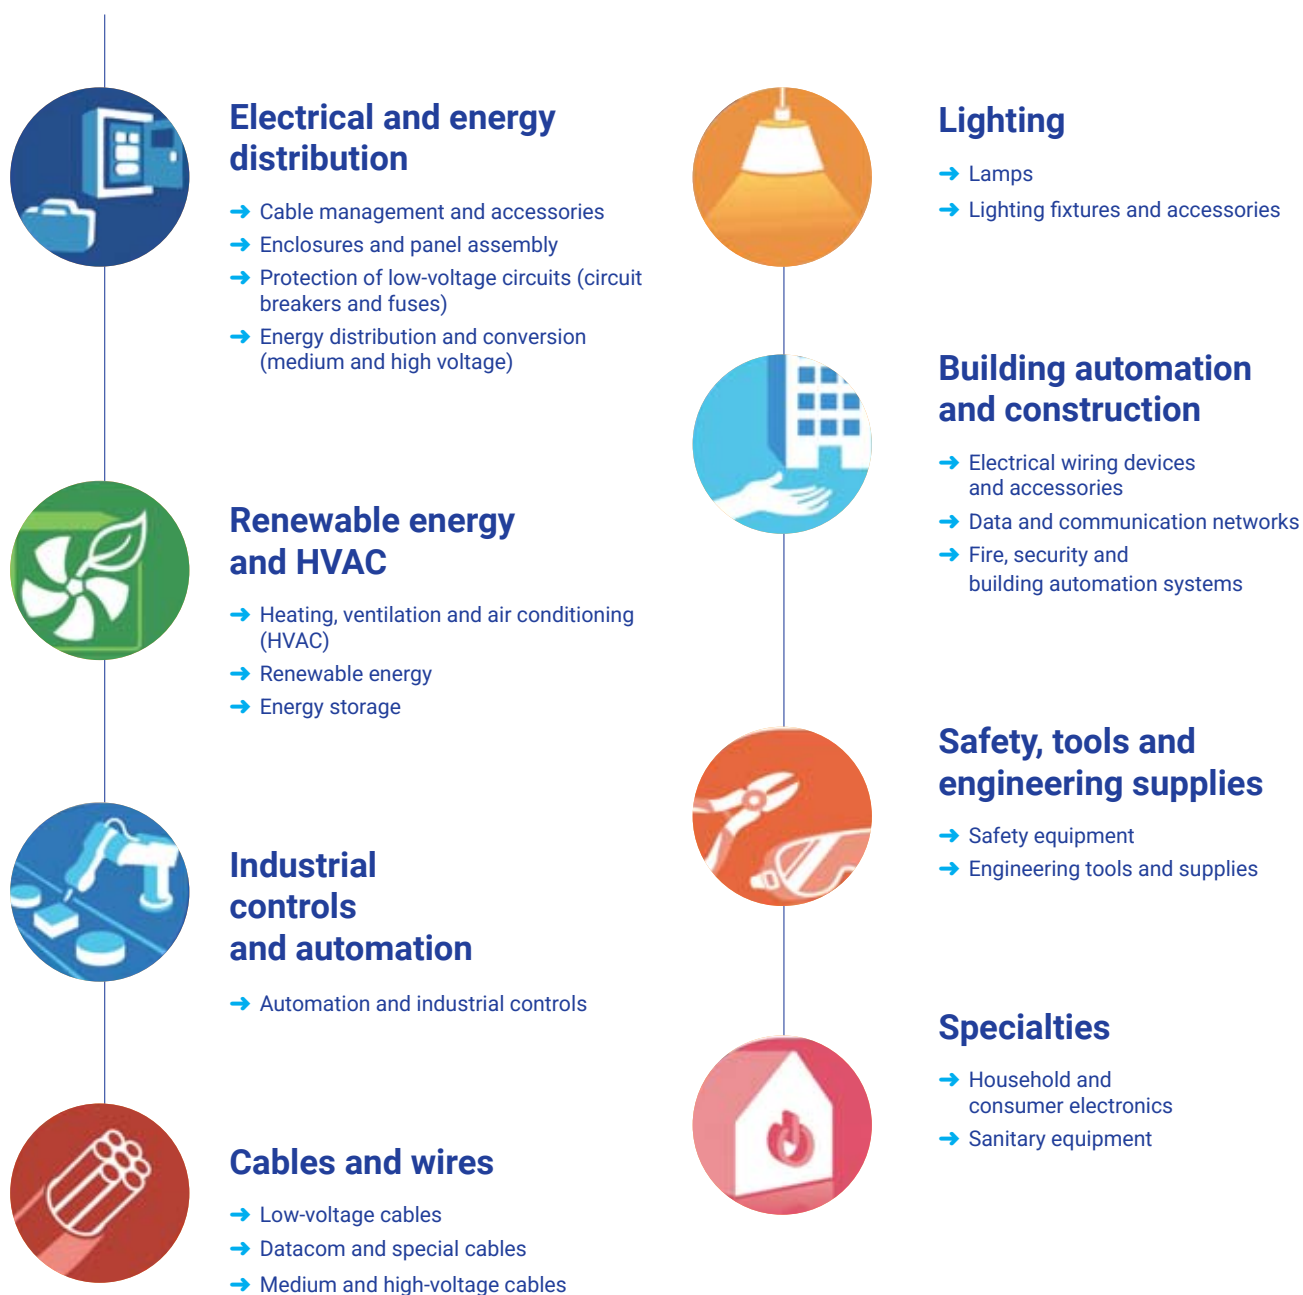 Electrical and energy
distribution
➜ Cable management and accessories
➜ Enclosures and panel assembly
➜ Protection of low-voltage circuits (circuit
breakers and fuses)
➜ Energy distribution and conversion
(medium and high voltage)
Renewable energy
and HVAC
➜ Heating, ventilation and air conditioning
(HVAC)
➜ Renewable energy
➜ Energy storage
Industrial
controls
and automation
➜ Automation and industrial controls
Cables and wires
➜ Low-voltage cables
➜ Datacom and special cables
➜ Medium and high-voltage cables
Lighting
➜ Lamps
➜ Lighting fixtures and accessories
Building automation
and construction
➜ Electrical wiring devices
and accessories
➜ Data and communication networks
➜ Fire, security and
building automation systems
Safety, tools and
engineering supplies
➜ Safety equipment
➜ Engineering tools and supplies
Specialties
➜ Household and
consumer electronics
➜ Sanitary equipment